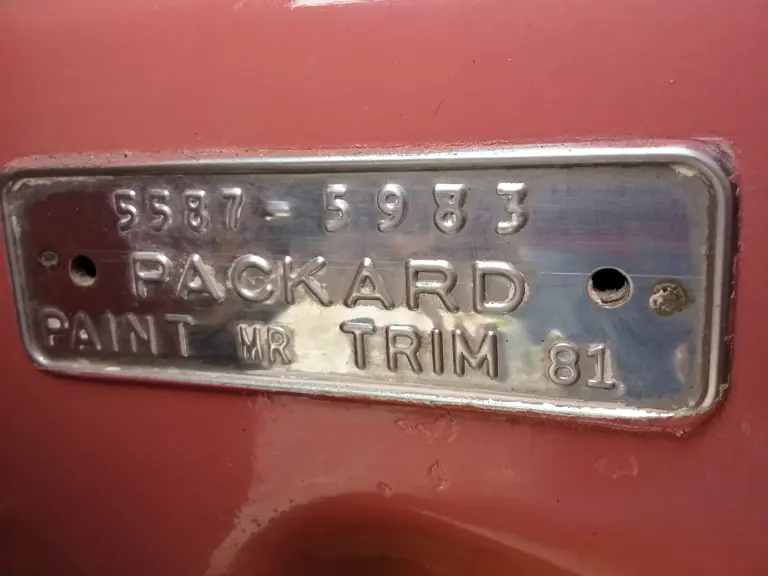 5587-5983
PACKARD
PAINT MR TRIM 81